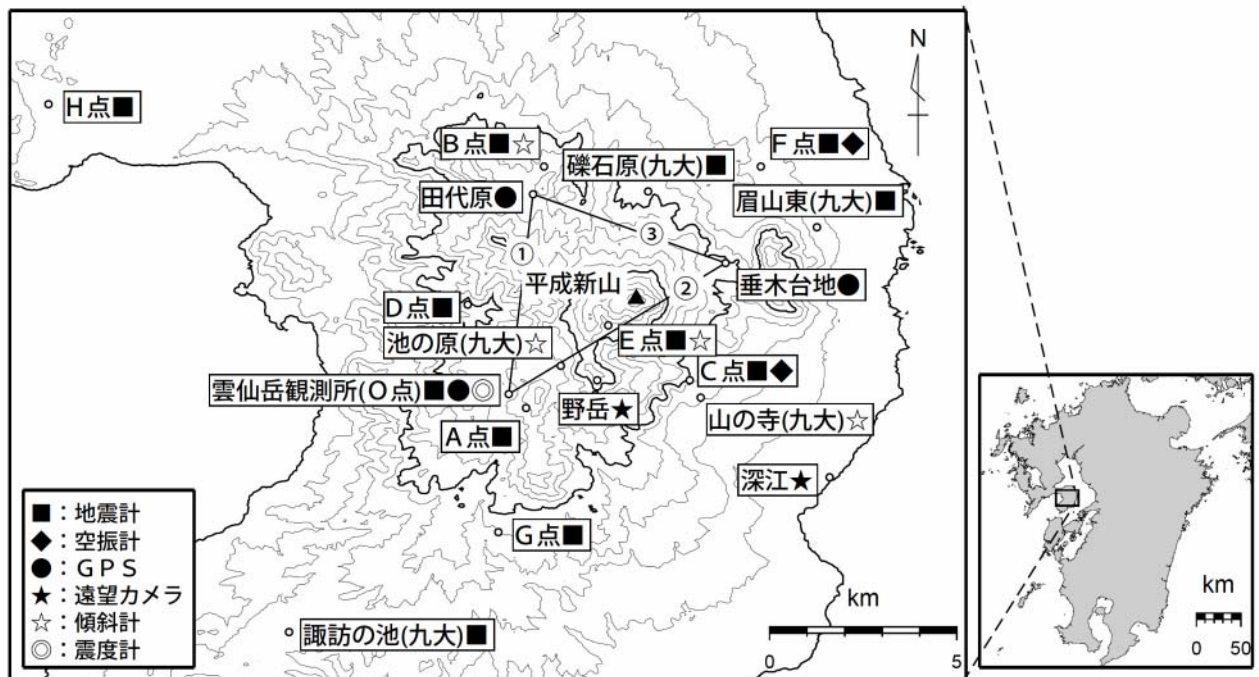 N
H点■
B点■☆
F点■◆
礫石原(九大)■
田代原●
眉山東(九大)■
③
①
平成新山
②
垂木台地●
D点■
池の原(九大)☆
E点■☆
C点■◆
雲仙岳観測所(O点)■●◎
野岳★
山の寺(九大)☆
A点■
深江★
G点■
諏訪の池(九大)■
km
0 5
■：地震計
◆：空振計
●：GPS
★：遠望カメラ
☆：傾斜計
◎：震度計
km
0 50